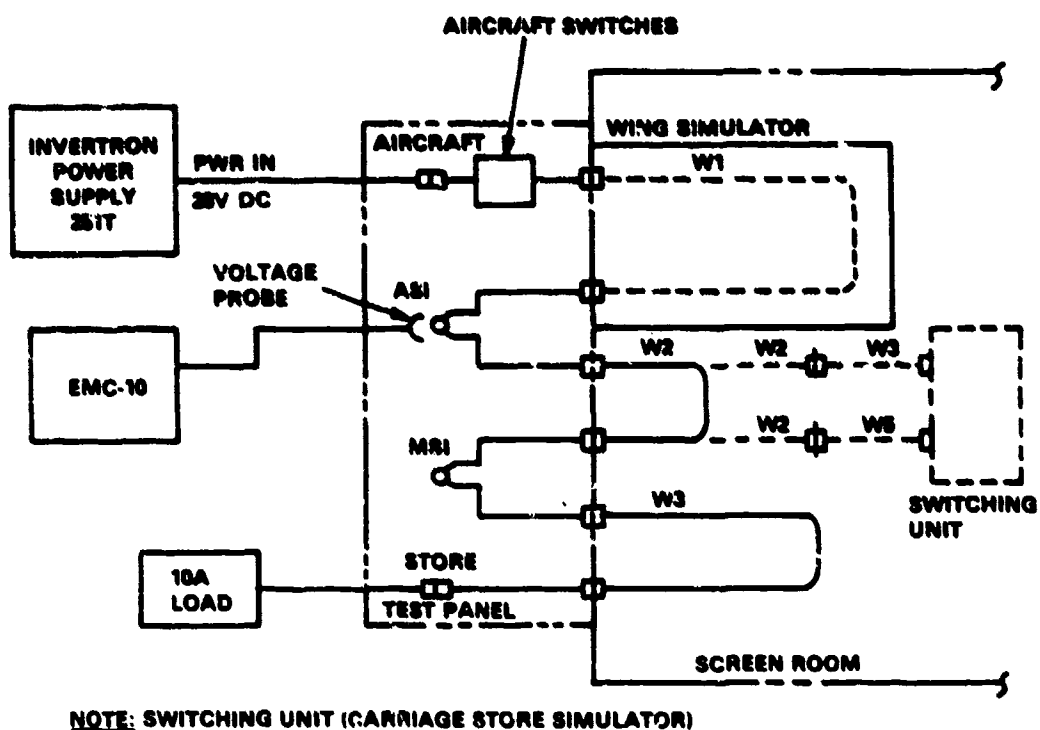 AIRCRAFT SWITCHES
INVERTRON
POWER
SUPPLY
251T
PWR IN
28V DC
AIRCRAFT
WING SIMULATOR
W1
VOLTAGE
PROBE
ASI
EMC-10
W2
W2
W3
MSI
W2
W5
W3
SWITCHING
UNIT
10A
LOAD
STORE
TEST PANEL
SCREEN ROOM
NOTE: SWITCHING UNIT (CARRIAGE STORE SIMULATOR)